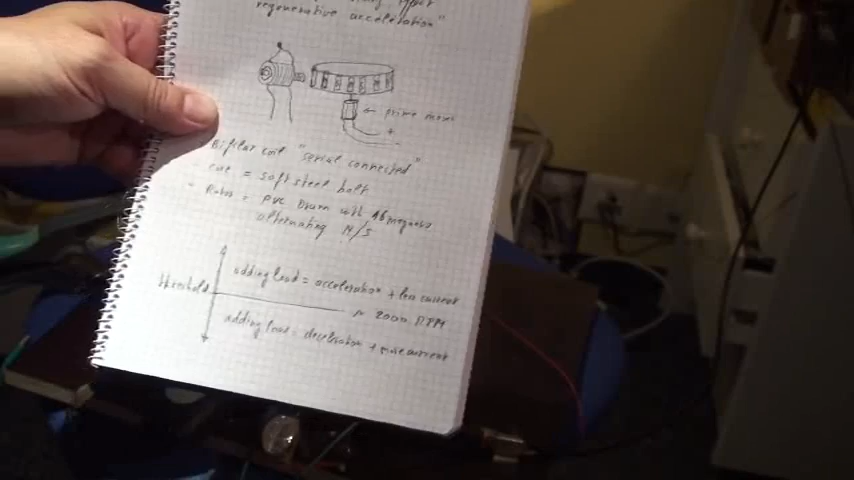 regenerative acceleration"
← prime mover
+
-
Bifilar coil "serial connected"
core = soft steel bolt
Rotor = PVC Drum with 16 magnets
alternating N/S
adding load = acceleration + less current
threshold
~ 2000 RPM
adding load = deceleration + more current